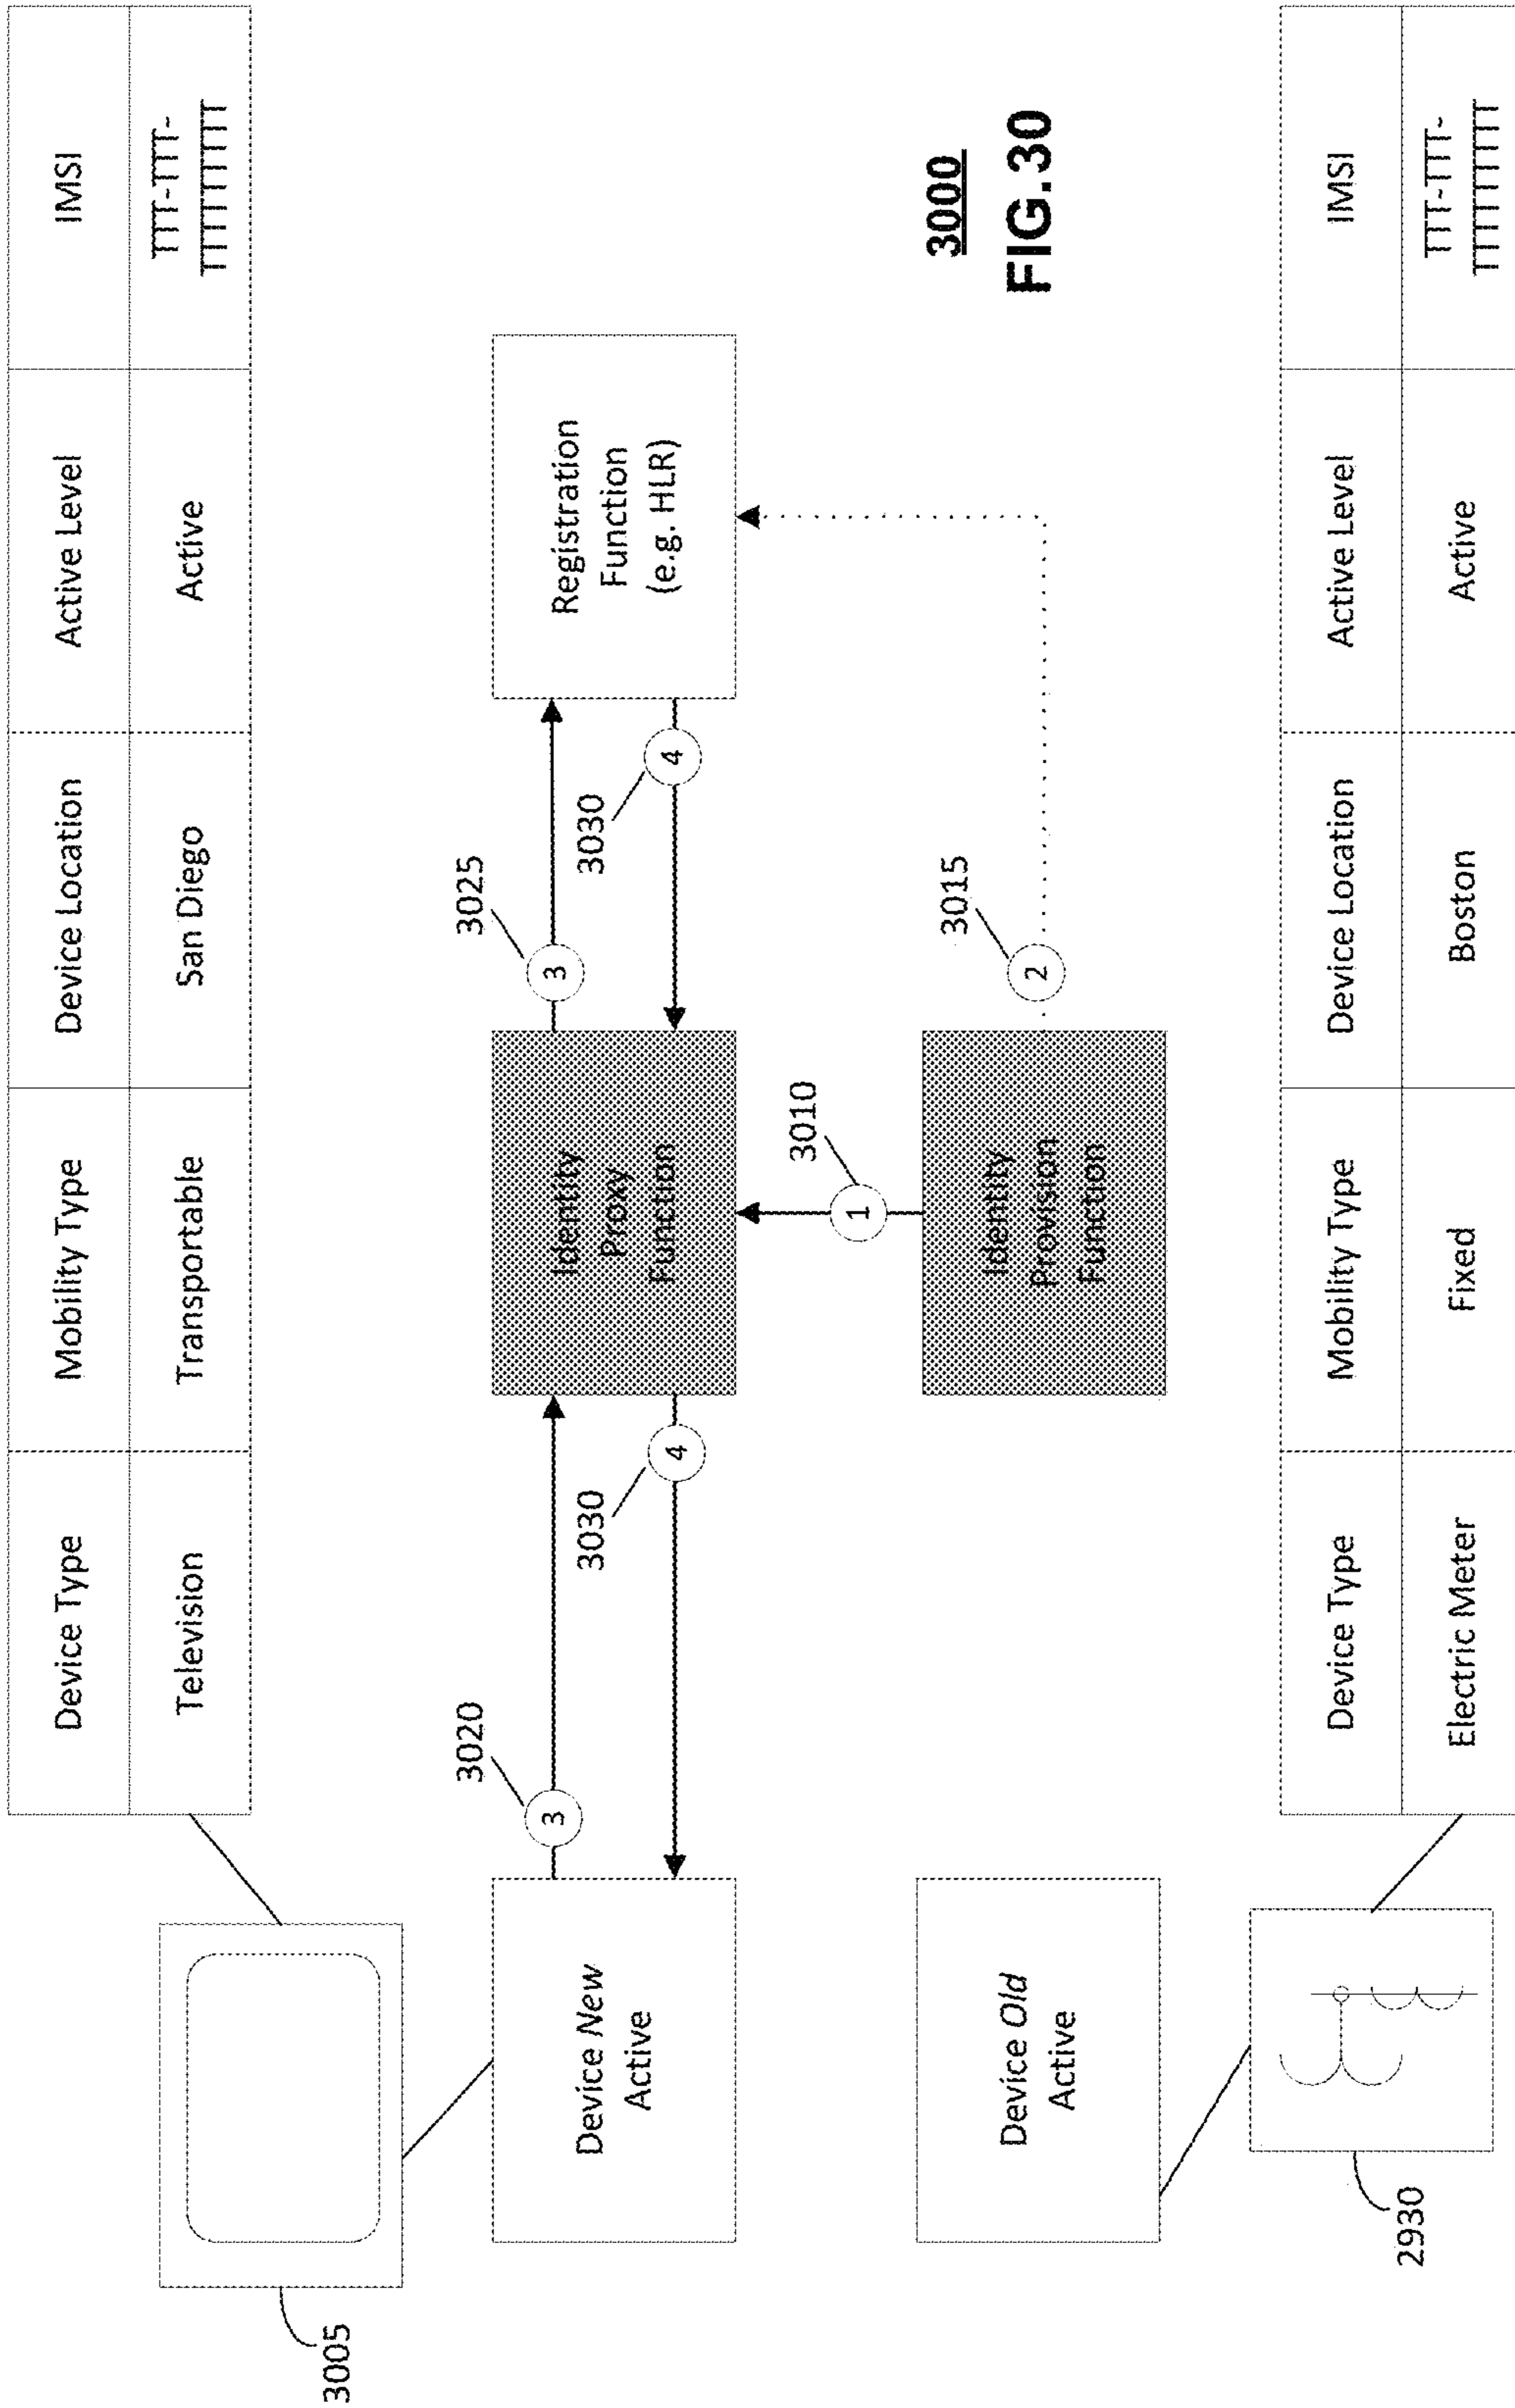 Device Type
Mobility Type
Device Location
Active Level
IMSI
Television
Transportable
San Diego
Active
TTT-TTT-
TTTTTTTTT
3005
Device New
Active
3020
3
3030
4
Identity
Proxy
Function
3025
3
3030
4
Registration
Function
(e.g. HLR)
3010
1
Identity
Provision
Function
3015
2
Device Old
Active
2930
3000
FIG.30
Device Type
Mobility Type
Device Location
Active Level
IMSI
Electric Meter
Fixed
Boston
Active
TTT-TTT-
TTTTTTTTT